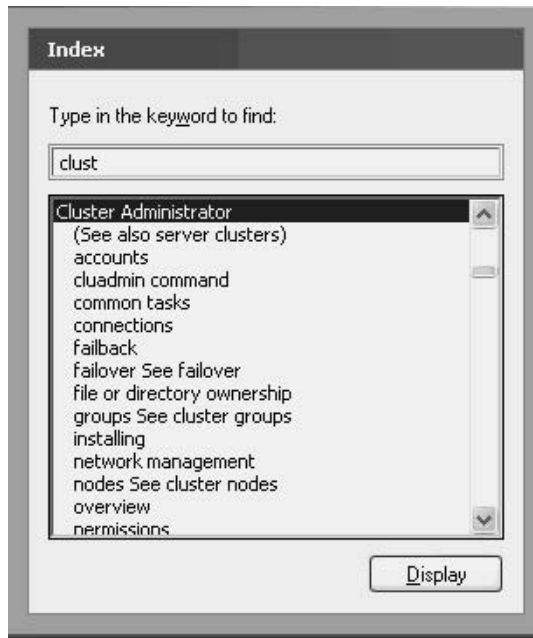 Index
Type in the keyword to find:
clust
Cluster Administrator
(See also server clusters)
accounts
cluadmin command
common tasks
connections
failback
failover See failover
file or directory ownership
groups See cluster groups
installing
network management
nodes See cluster nodes
overview
permissions
Display